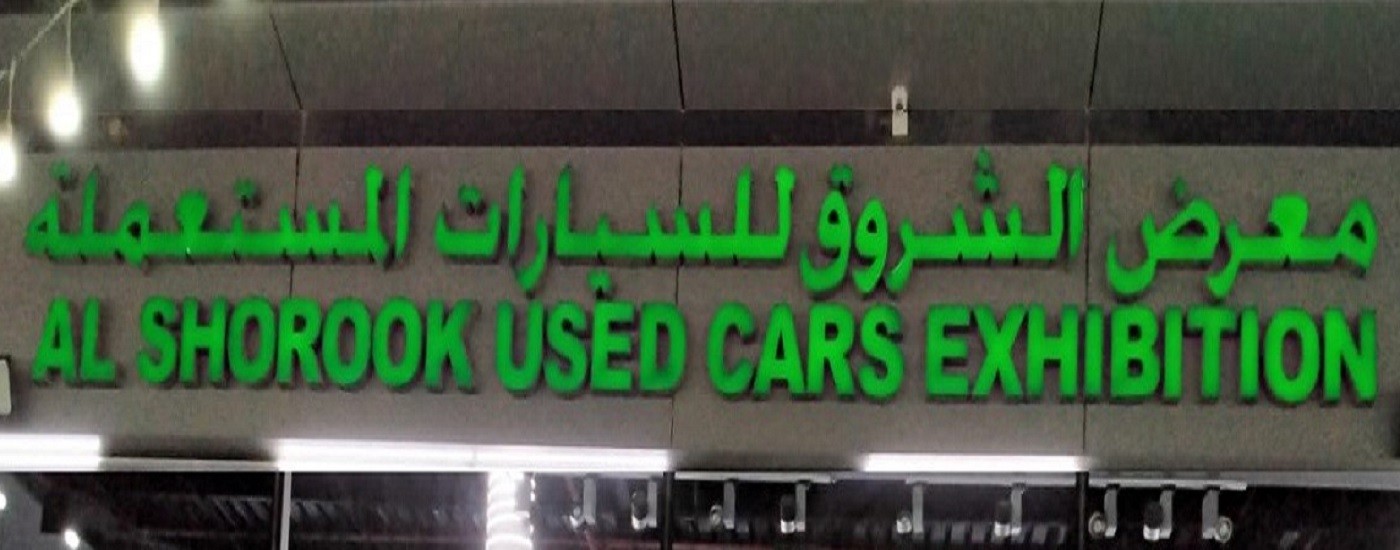 معرض الشروق للسيارات المستعملة
AL SHOROOK USED CARS EXHIBITION